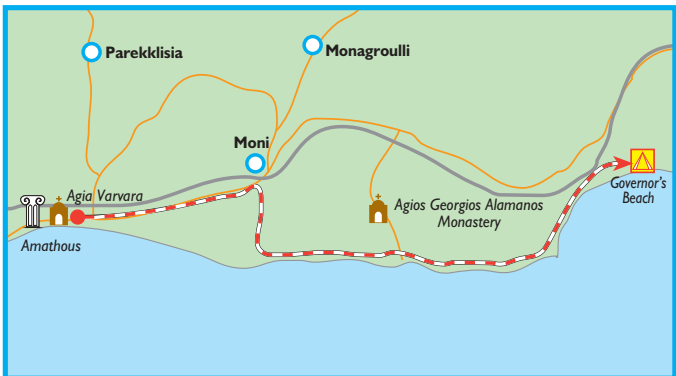 Parekklisia
Monagroulli
Moni
Agia Varvara
Amathous
Agios Georgios Alamanos
Monastery
Governor's
Beach